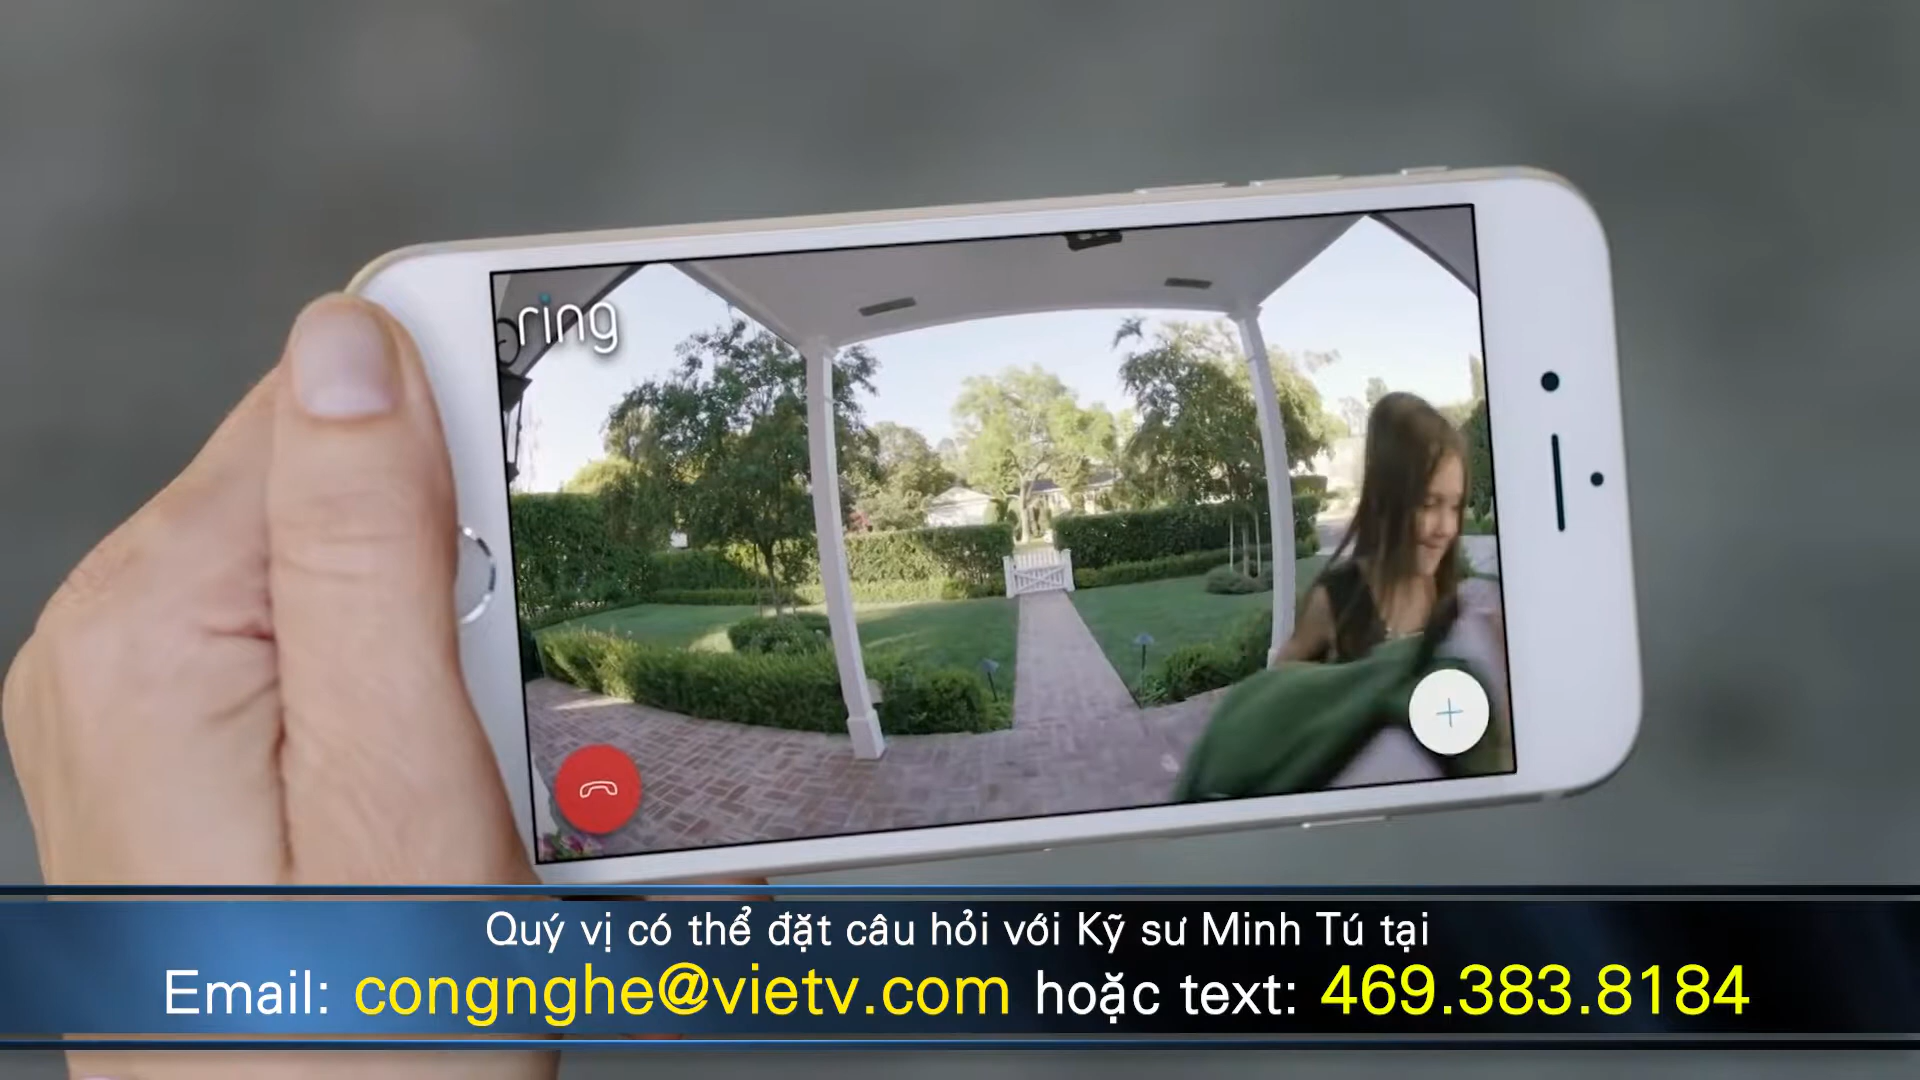 ring
Quý vị có thể đặt câu hỏi với Kỹ sư Minh Tú tại
Email: congnghe@vietv.com hoặc text: 469.383.8184